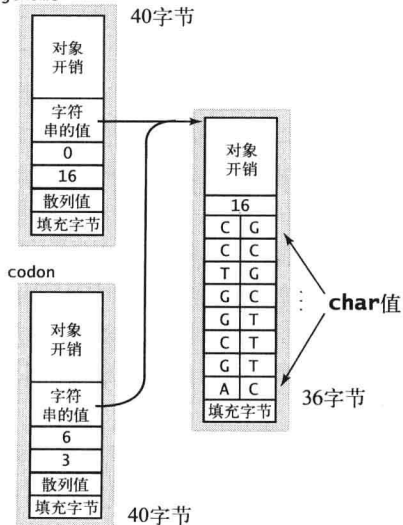 40字节
对象
开销
字符
串的值
0
16
散列值
填充字节
对象
开销
16
C G
C C
T G
G C
G T
C T
G T
A C
填充字节
⋮
char值
36字节
codon
对象
开销
字符
串的值
6
3
散列值
填充字节
40字节